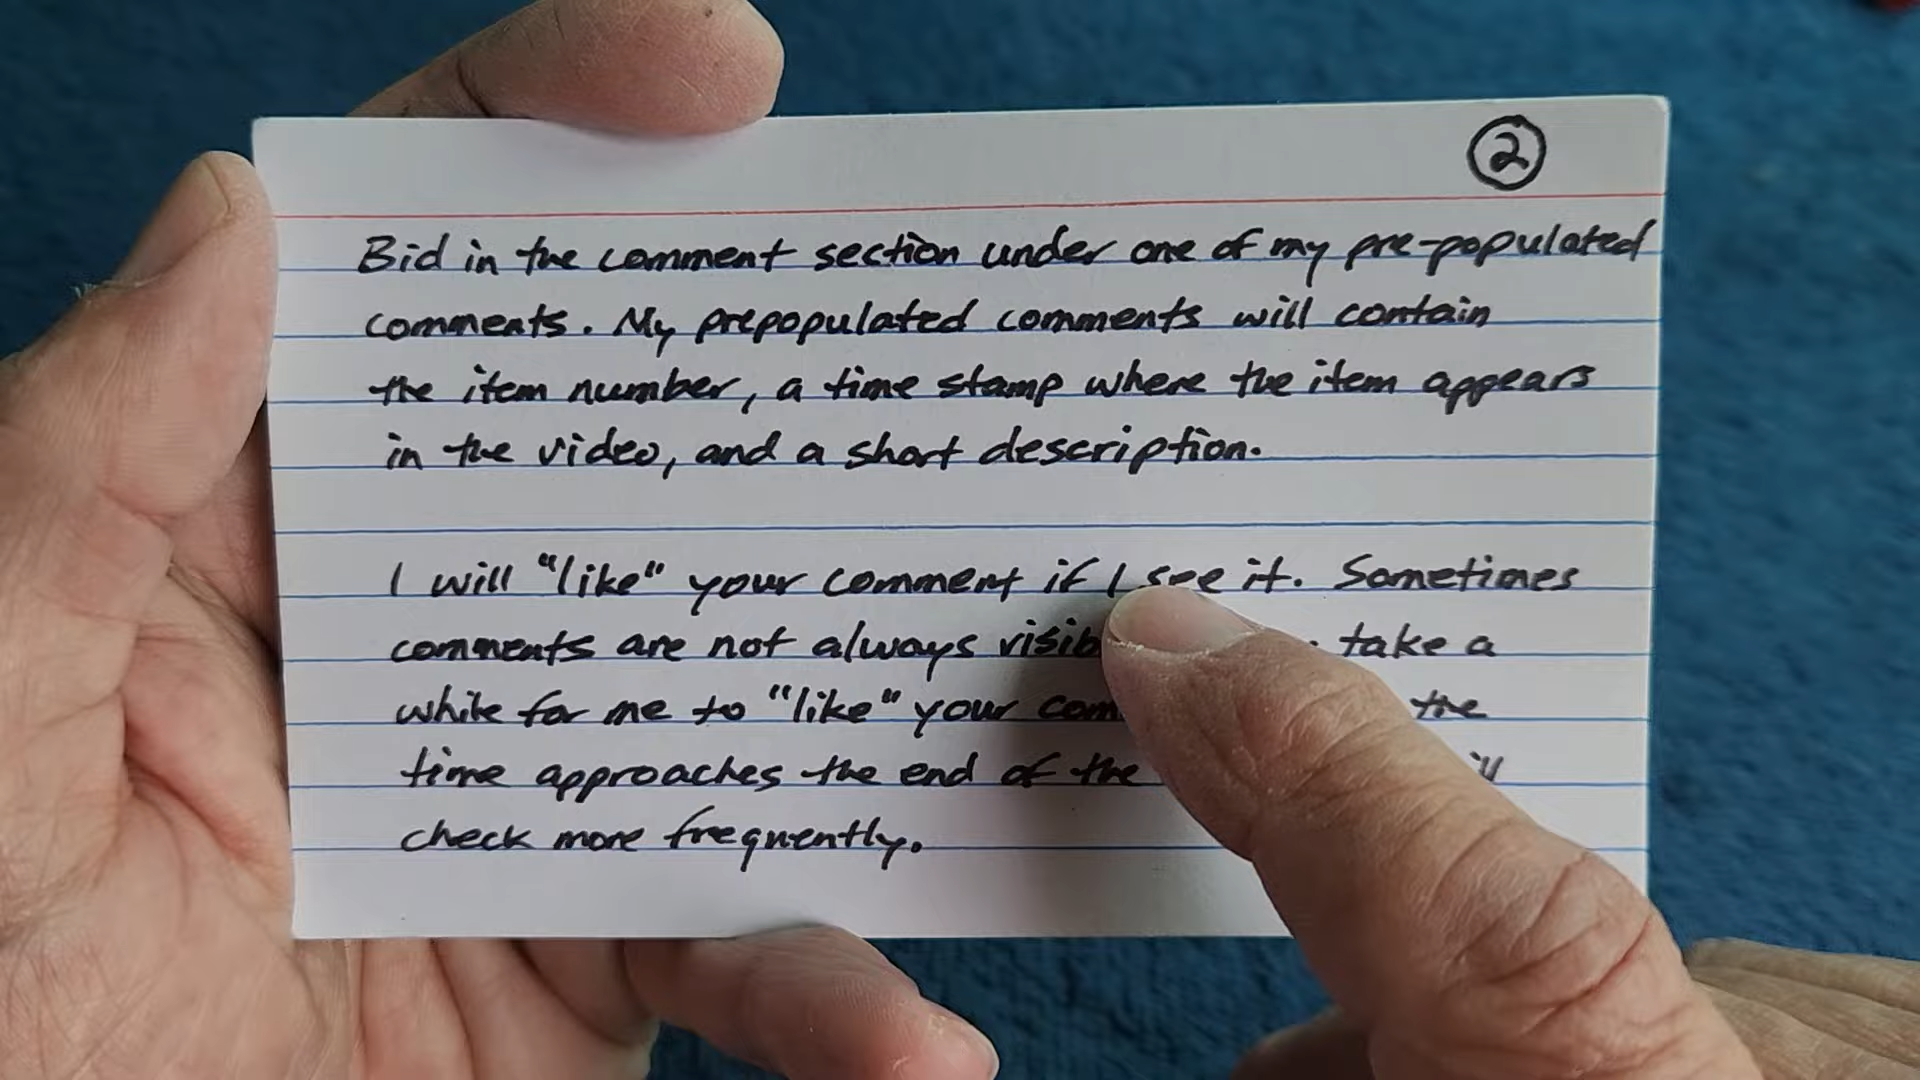 2
Bid in the comment section under one of my pre-populated
comments. My prepopulated comments will contain
the item number, a time stamp where the item appears
in the video, and a short description.
I will "like" your comment if I see it. Sometimes
comments are not always take a
while for me to "like" your the
time approaches the end of the
check more frequently.